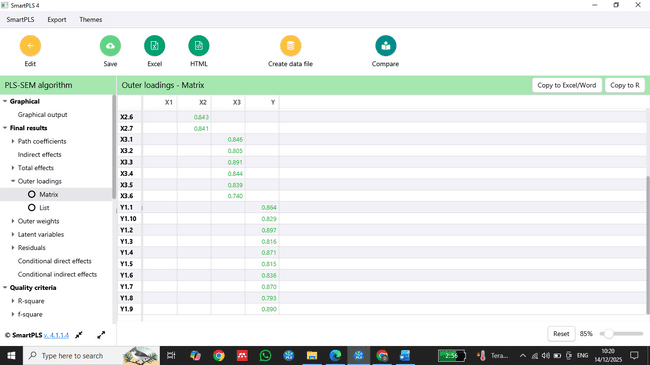 SmartPLS 4
SmartPLS Export Themes
Edit Save Excel HTML Create data file Compare
PLS-SEM algorithm
Outer loadings - Matrix
Copy to Excel/Word Copy to R
Graphical
Graphical output
Final results
Path coefficients
Indirect effects
Total effects
Outer loadings
Matrix
List
Outer weights
Latent variables
Residuals
Conditional direct effects
Conditional indirect effects
Quality criteria
R-square
f-square
X1 X2 X3 Y
X2.6 0.843
X2.7 0.841
X3.1 0.846
X3.2 0.805
X3.3 0.891
X3.4 0.844
X3.5 0.839
X3.6 0.740
Y1.1 0.864
Y1.10 0.829
Y1.2 0.897
Y1.3 0.816
Y1.4 0.871
Y1.5 0.815
Y1.6 0.836
Y1.7 0.870
Y1.8 0.793
Y1.9 0.890
© SmartPLS v. 4.1.1.4
Reset 85%
Type here to search
2:56
Tera...
ENG
10:20
14/12/2025